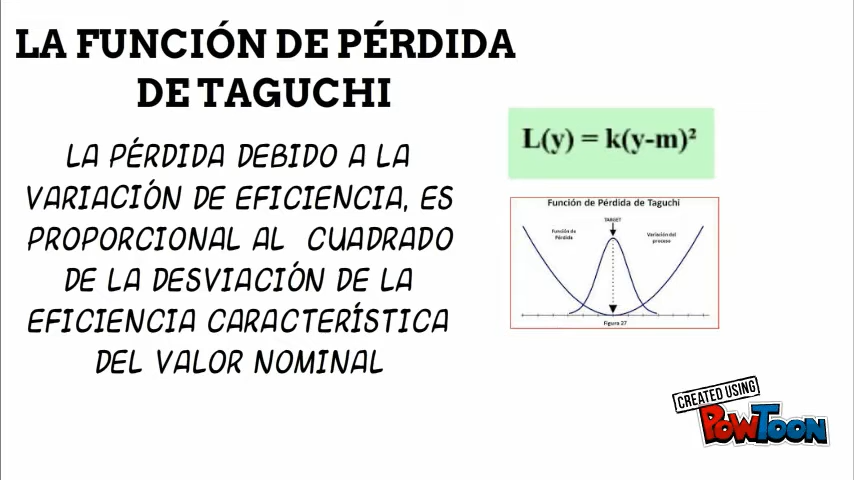 LA FUNCIÓN DE PÉRDIDA
DE TAGUCHI
LA PÉRDIDA DEBIDO A LA
VARIACIÓN DE EFICIENCIA, ES
PROPORCIONAL AL CUADRADO
DE LA DESVIACIÓN DE LA
EFICIENCIA CARACTERÍSTICA
DEL VALOR NOMINAL
L(y) = k(y-m)²
Función de Pérdida de Taguchi
TARGET
Función de
Pérdida
Variación del
proceso
Figura 27
CREATED USING
POWTOON